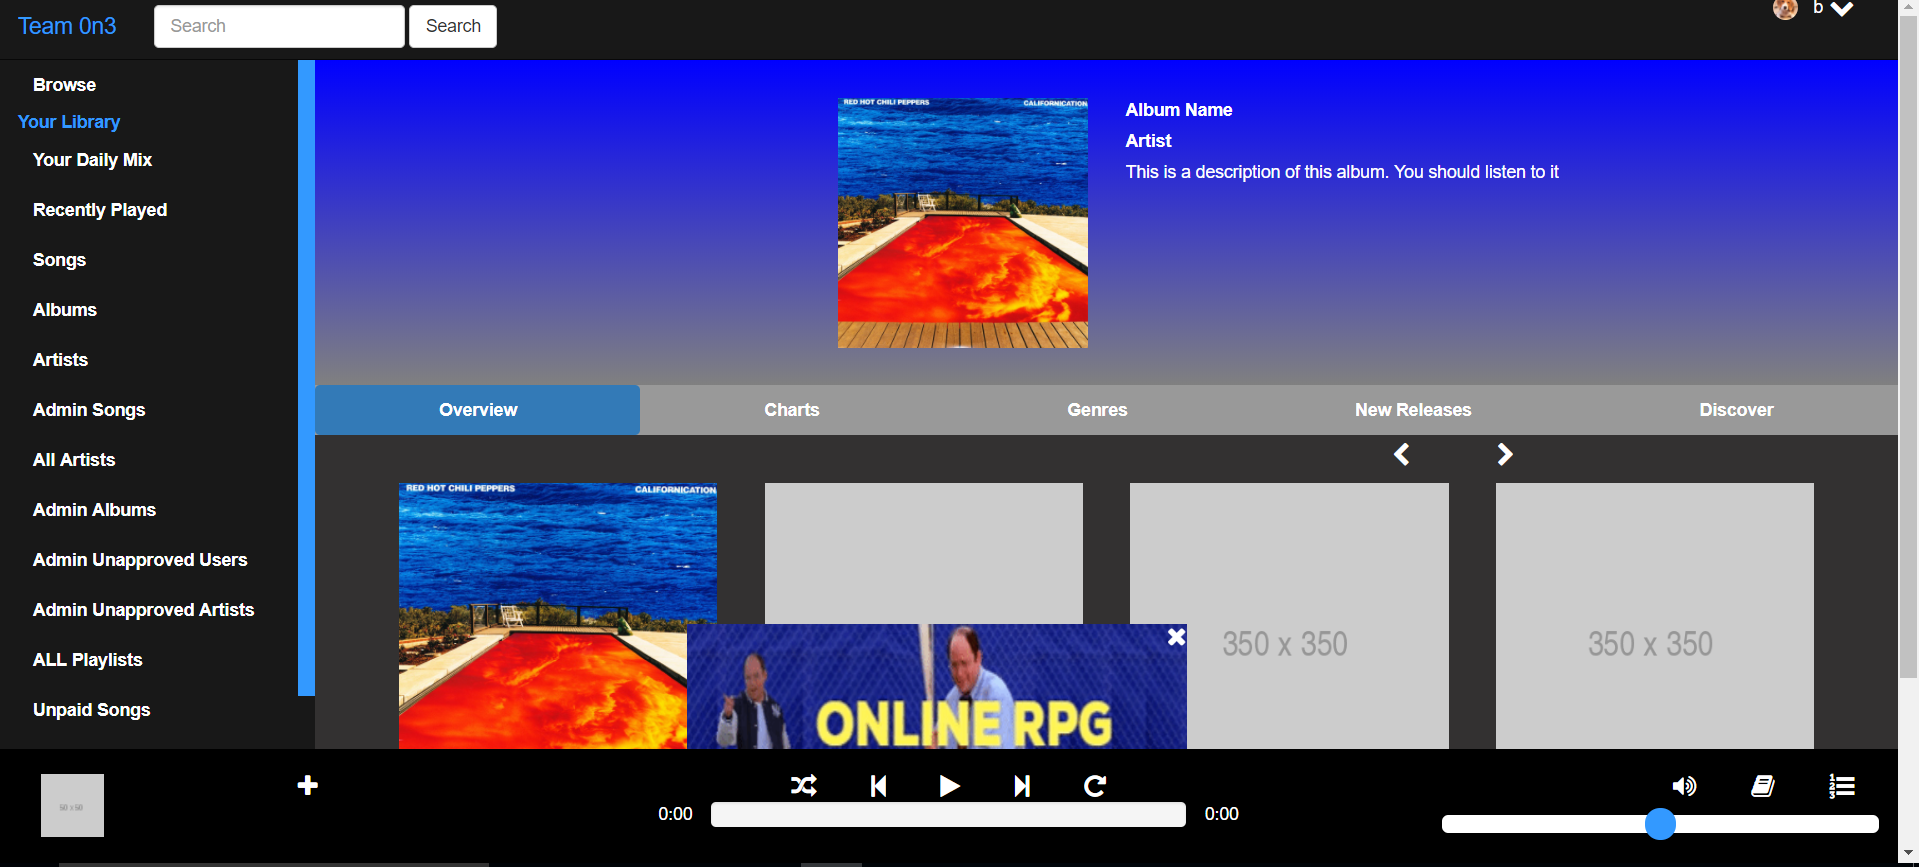 Team 0n3
Search
Search
b
Browse
Your Library
Your Daily Mix
Recently Played
Songs
Albums
Artists
Admin Songs
All Artists
Admin Albums
Admin Unapproved Users
Admin Unapproved Artists
ALL Playlists
Unpaid Songs
RED HOT CHILI PEPPERS
CALIFORNICATION
Album Name
Artist
This is a description of this album. You should listen to it
Overview
Charts
Genres
New Releases
Discover
RED HOT CHILI PEPPERS
CALIFORNICATION
350 x 350
350 x 350
ONLINE RPG
50 x 50
0:00
0:00